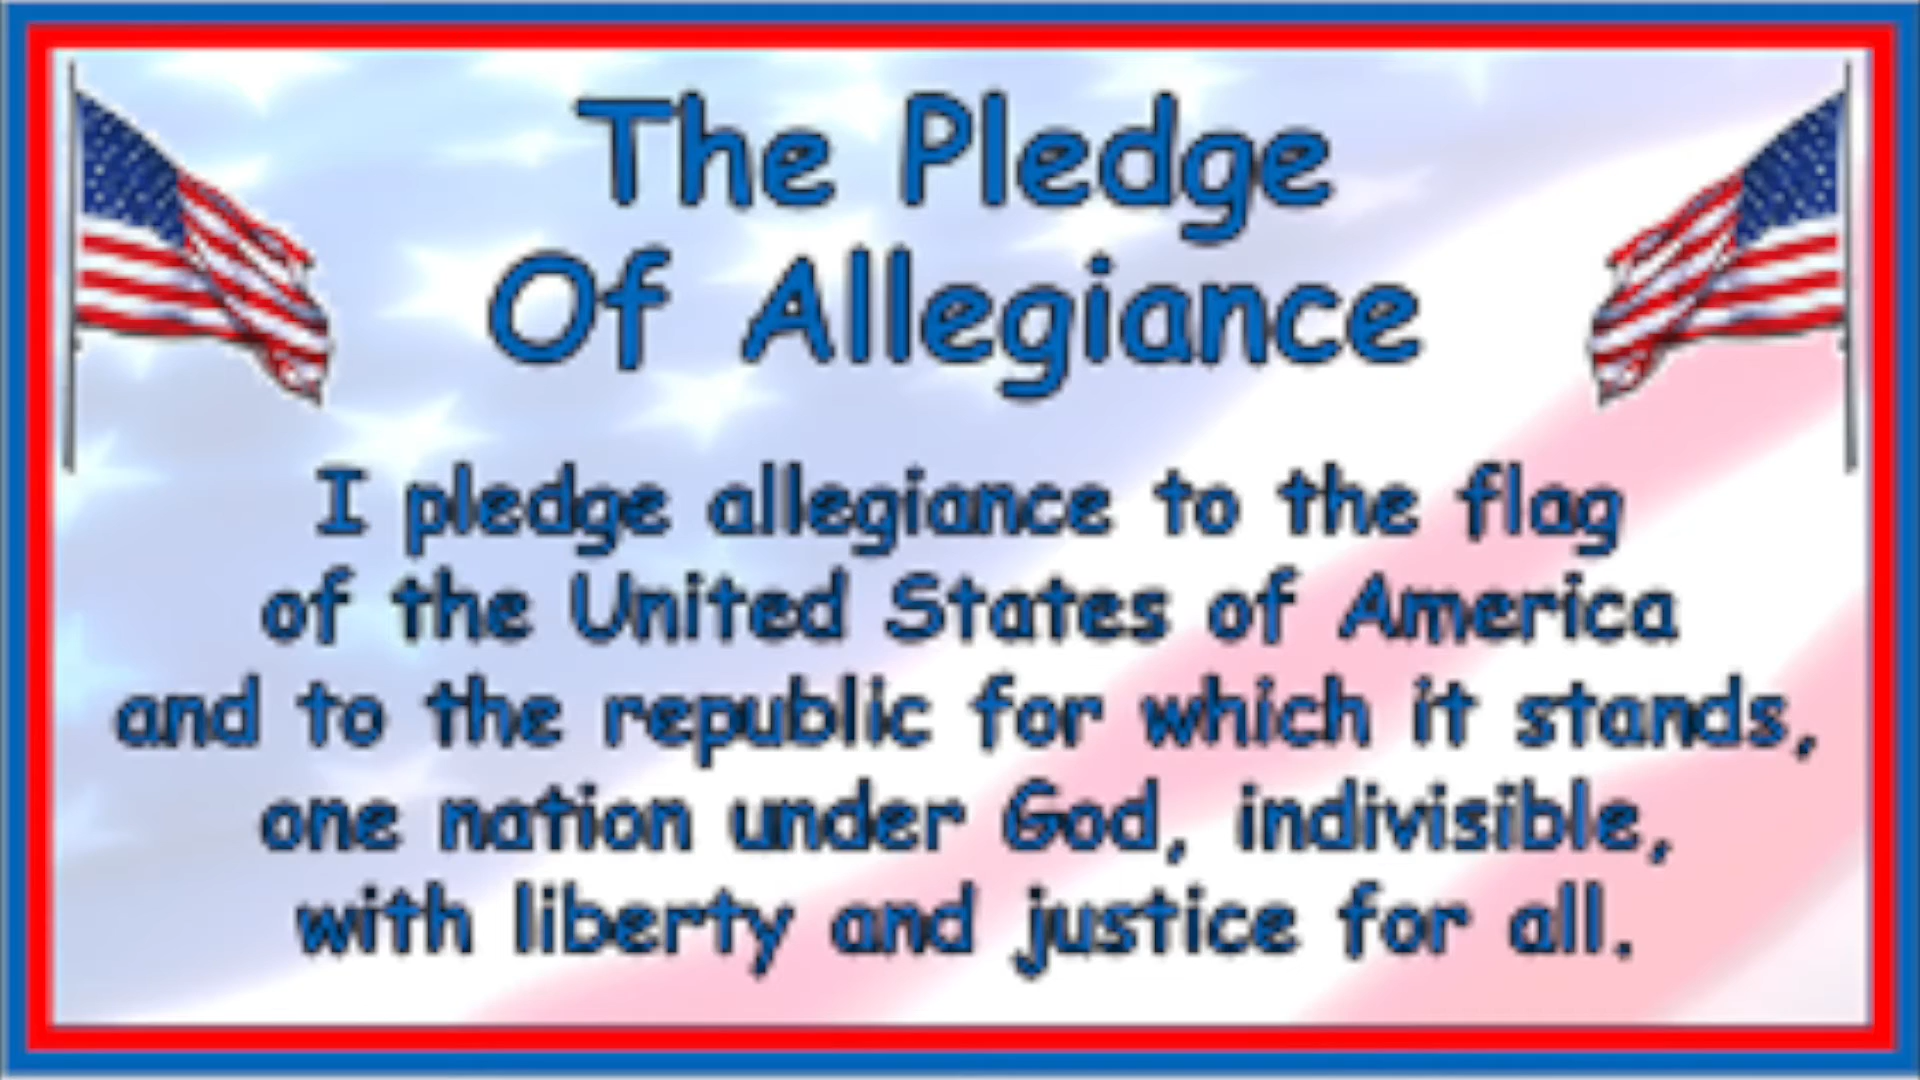 The Pledge
Of Allegiance
I pledge allegiance to the flag
of the United States of America
and to the republic for which it stands,
one nation under God, indivisible,
with liberty and justice for all.